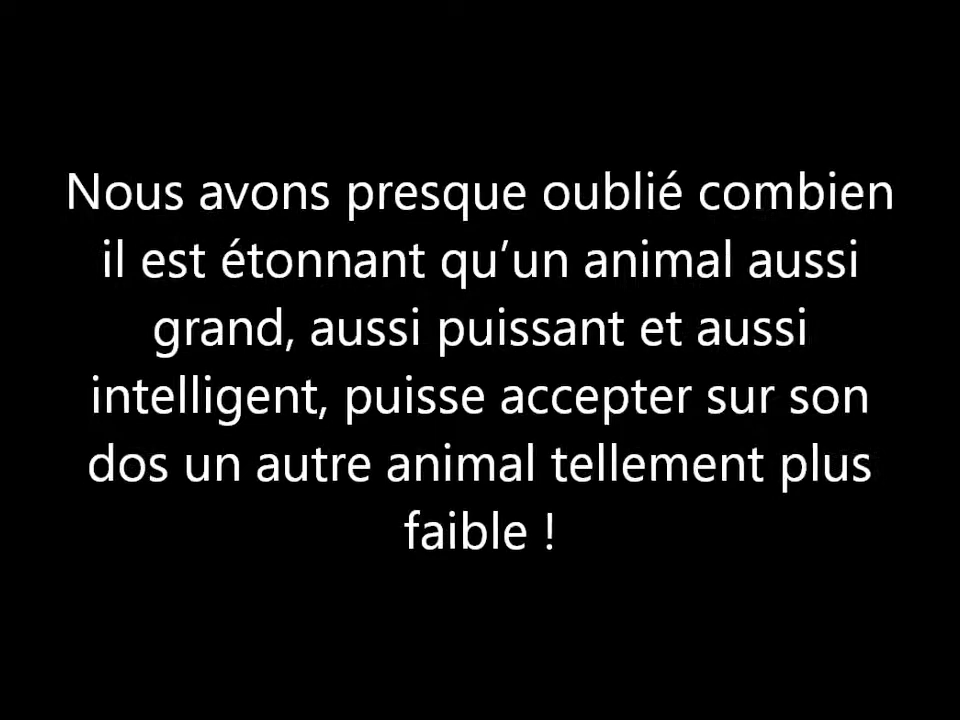 Nous avons presque oublié combien
il est étonnant qu’un animal aussi
grand, aussi puissant et aussi
intelligent, puisse accepter sur son
dos un autre animal tellement plus
faible !